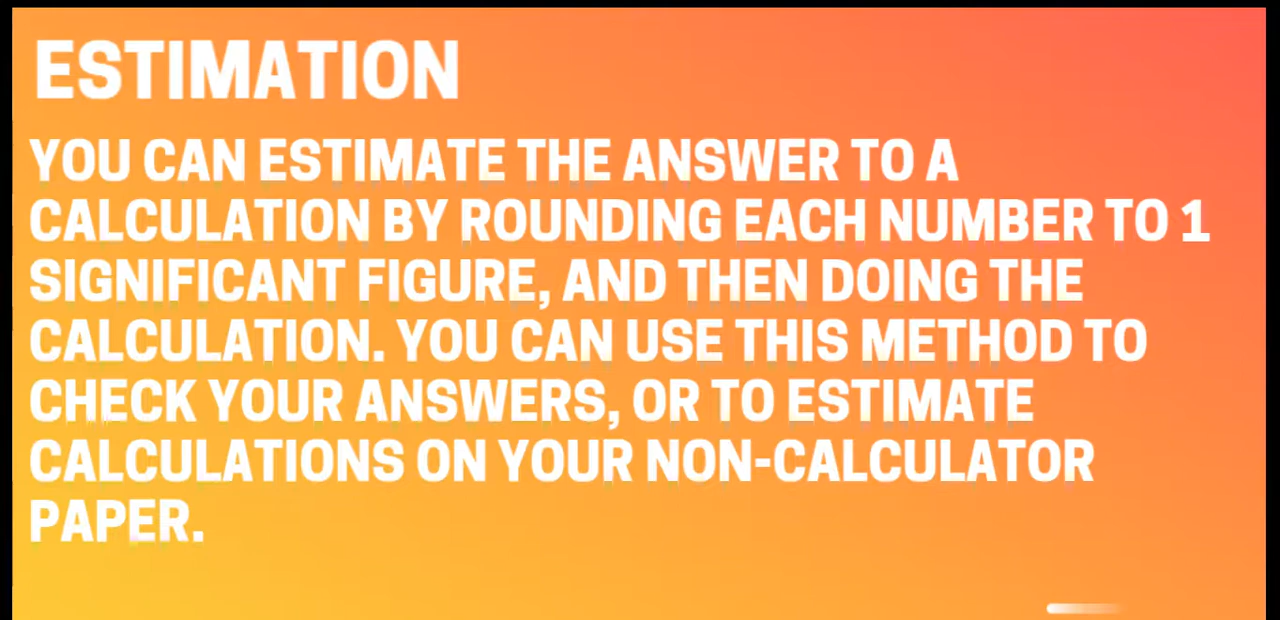 ESTIMATION
YOU CAN ESTIMATE THE ANSWER TO A
CALCULATION BY ROUNDING EACH NUMBER TO 1
SIGNIFICANT FIGURE, AND THEN DOING THE
CALCULATION. YOU CAN USE THIS METHOD TO
CHECK YOUR ANSWERS, OR TO ESTIMATE
CALCULATIONS ON YOUR NON-CALCULATOR
PAPER.